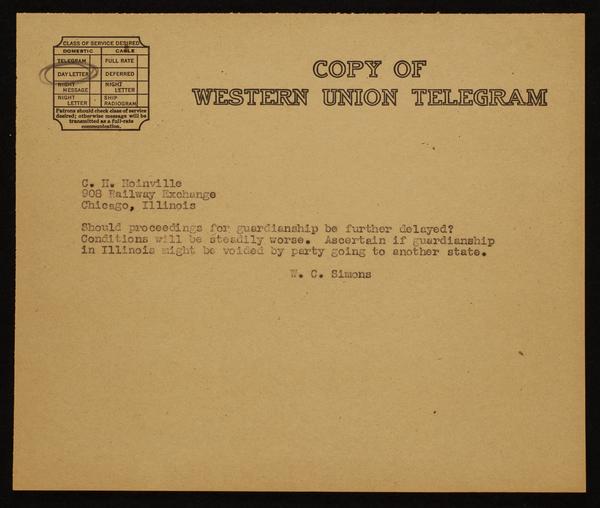 CLASS OF SERVICE DESIRED
DOMESTIC CABLE
TELEGRAM FULL RATE
DAY LETTER DEFERRED
NIGHT MESSAGE NIGHT LETTER
NIGHT LETTER SHIP RADIOGRAM
Patrons should check class of service
desired; otherwise message will be
transmitted as a full-rate
communication.
COPY OF
WESTERN UNION TELEGRAM
C. H. Hoinville
908 Railway Exchange
Chicago, Illinois
Should proceedings for guardianship be further delayed?
Conditions will be steadily worse. Ascertain if guardianship
in Illinois might be voided by party going to another state.
W. C. Simons